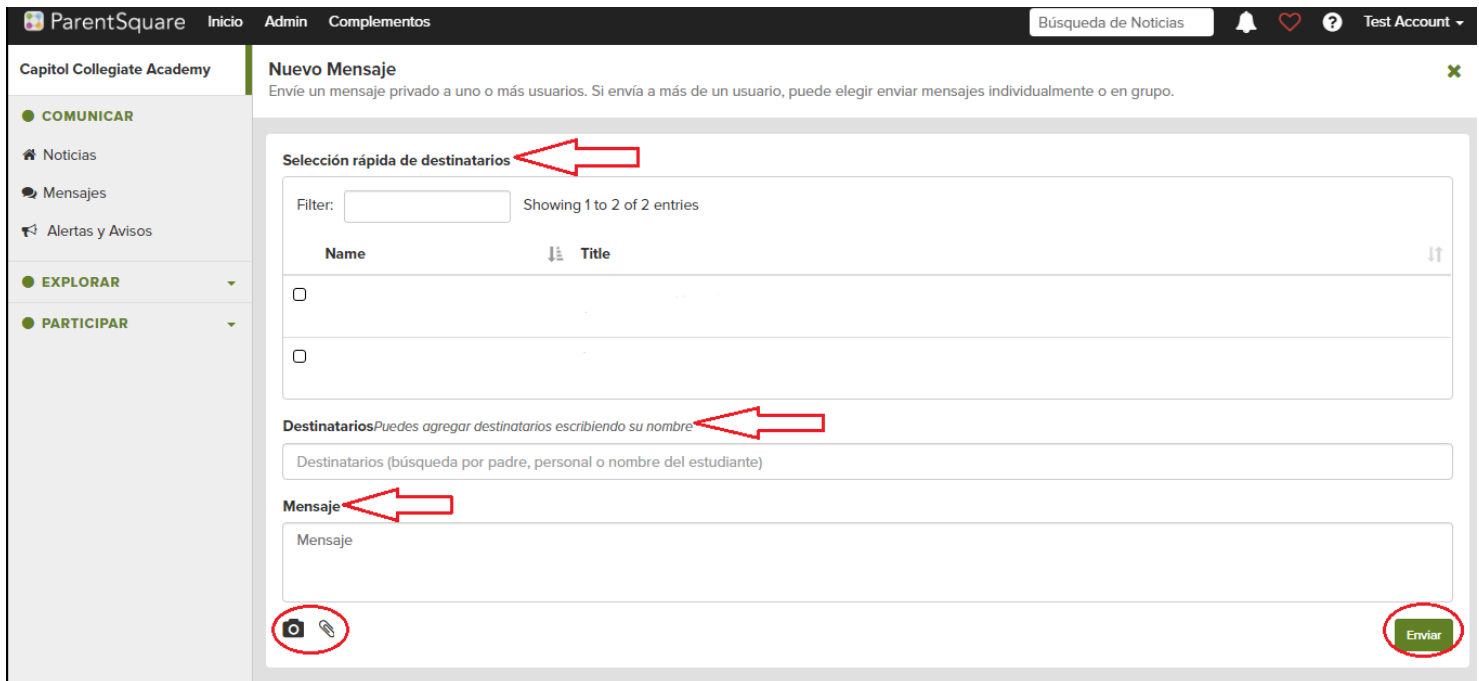 ParentSquare Inicio Admin Complementos Búsqueda de Noticias Test Account
Capitol Collegiate Academy
COMUNICAR
Noticias
Mensajes
Alertas y Avisos
EXPLORAR
PARTICIPAR
Nuevo Mensaje
Envíe un mensaje privado a uno o más usuarios. Si envía a más de un usuario, puede elegir enviar mensajes individualmente o en grupo.
Selección rápida de destinatarios
Filter: Showing 1 to 2 of 2 entries
Name Title
DestinatariosPuedes agregar destinatarios escribiendo su nombre
Destinatarios (búsqueda por padre, personal o nombre del estudiante)
Mensaje
Mensaje
Enviar